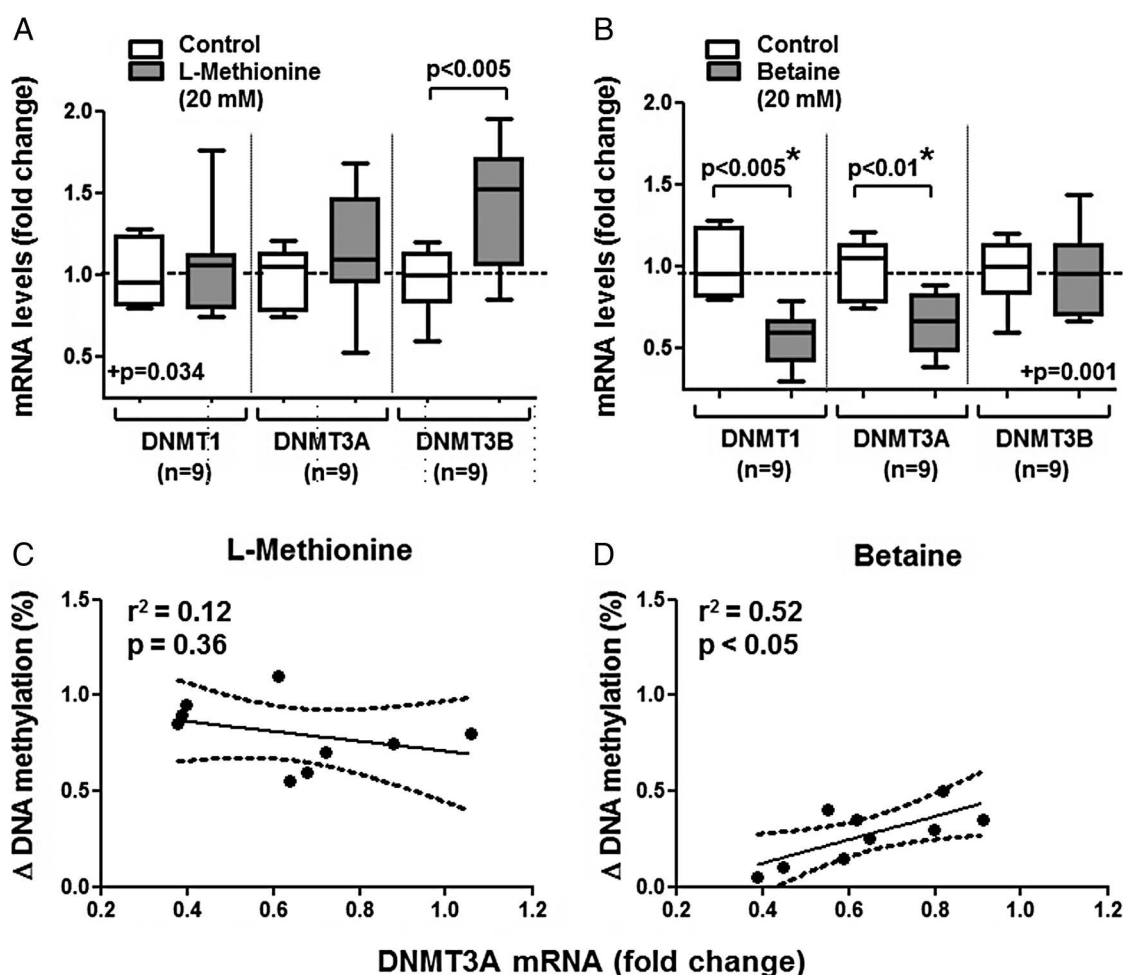 A
Control
L-Methionine
(20 mM)
p<0.005
mRNA levels (fold change)
2.0
1.5
1.0
0.5
+p=0.034
DNMT1
(n=9)
DNMT3A
(n=9)
DNMT3B
(n=9)
B
Control
Betaine
(20 mM)
p<0.005*
p<0.01*
mRNA levels (fold change)
2.0
1.5
1.0
0.5
+p=0.001
DNMT1
(n=9)
DNMT3A
(n=9)
DNMT3B
(n=9)
C
L-Methionine
r² = 0.12
p = 0.36
Δ DNA methylation (%)
1.5
1.0
0.5
0.0
0.2 0.4 0.6 0.8 1.0 1.2
D
Betaine
r² = 0.52
p < 0.05
Δ DNA methylation (%)
1.5
1.0
0.5
0.0
0.2 0.4 0.6 0.8 1.0 1.2
DNMT3A mRNA (fold change)